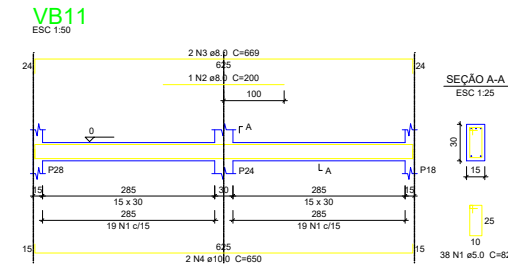 VB11
ESC 1:50
2 N3 ø8.0 C=669
24 625 24
1 N2 ø8.0 C=200
100
SEÇÃO A-A
ESC 1:25
0
A
30
15
P28 P24 A P18
15 285 30 285 15
15 x 30 15 x 30
285 285
19 N1 c/15 19 N1 c/15
25
10
38 N1 ø5.0 C=82
15 625 15
2 N4 ø10.0 C=650